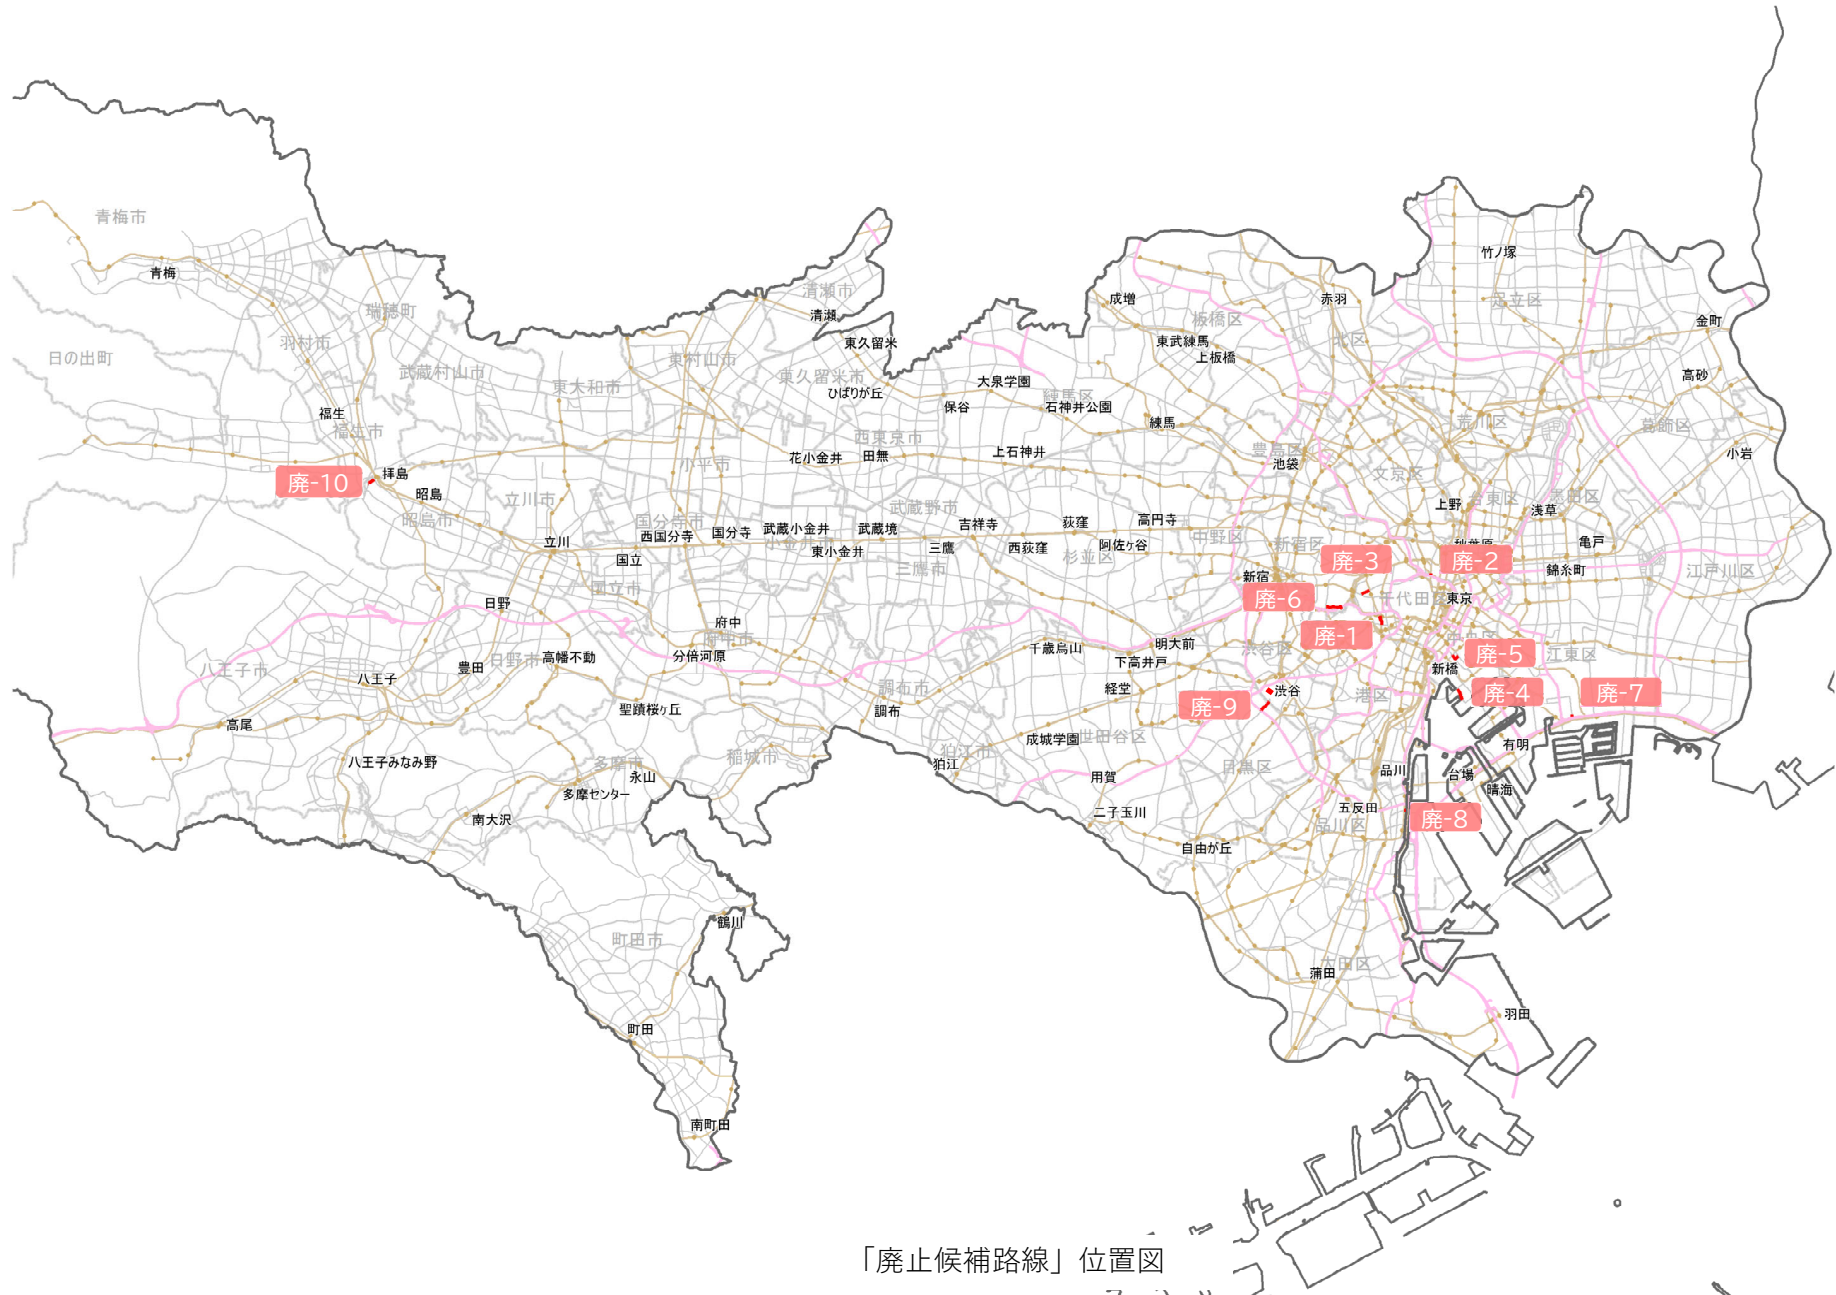 青梅市
青梅
竹ノ塚
足立区
清瀬市
清瀬
成増
赤羽
瑞穂町
板橋区
金町
羽村市
東久留米
東武練馬
上板橋
北区
日の出町
武蔵村山市
東村山市
東大和市
東久留米市
ひばりが丘
大泉学園
高砂
保谷
石神井公園
練馬区
練馬
福生
福生市
荒川区
葛飾区
西東京市
田無
花小金井
上石神井
豊島区
池袋
小岩
小平市
文京区
廃-10
拝島
昭島
昭島市
立川市
上野
台東区
墨田区
浅草
武蔵野市
国分寺市
西国分寺
国分寺
武蔵小金井
武蔵境
吉祥寺
荻窪
高円寺
中野区
新宿区
亀戸
立川
国立
小金井市
東小金井
三鷹
三鷹市
西荻窪
杉並区
阿佐ヶ谷
廃-3
廃-2
錦糸町
江戸川区
新宿
廃-6
千代田区
東京
国立市
日野
府中
府中市
廃-1
中央区
廃-5
江東区
八王子市
豊田
日野市
高幡不動
分倍河原
千歳烏山
明大前
下高井戸
渋谷区
新橋
八王子
調布市
経堂
渋谷
港区
廃-4
廃-7
高尾
聖蹟桜ヶ丘
調布
廃-9
成城学園
世田谷区
有明
八王子みなみ野
多摩市
永山
多摩センター
稲城市
狛江市
狛江
用賀
目黒区
品川
台場
晴海
南大沢
二子玉川
五反田
品川区
廃-8
自由が丘
鶴川
町田市
大田区
蒲田
町田
羽田
南町田
「廃止候補路線」位置図